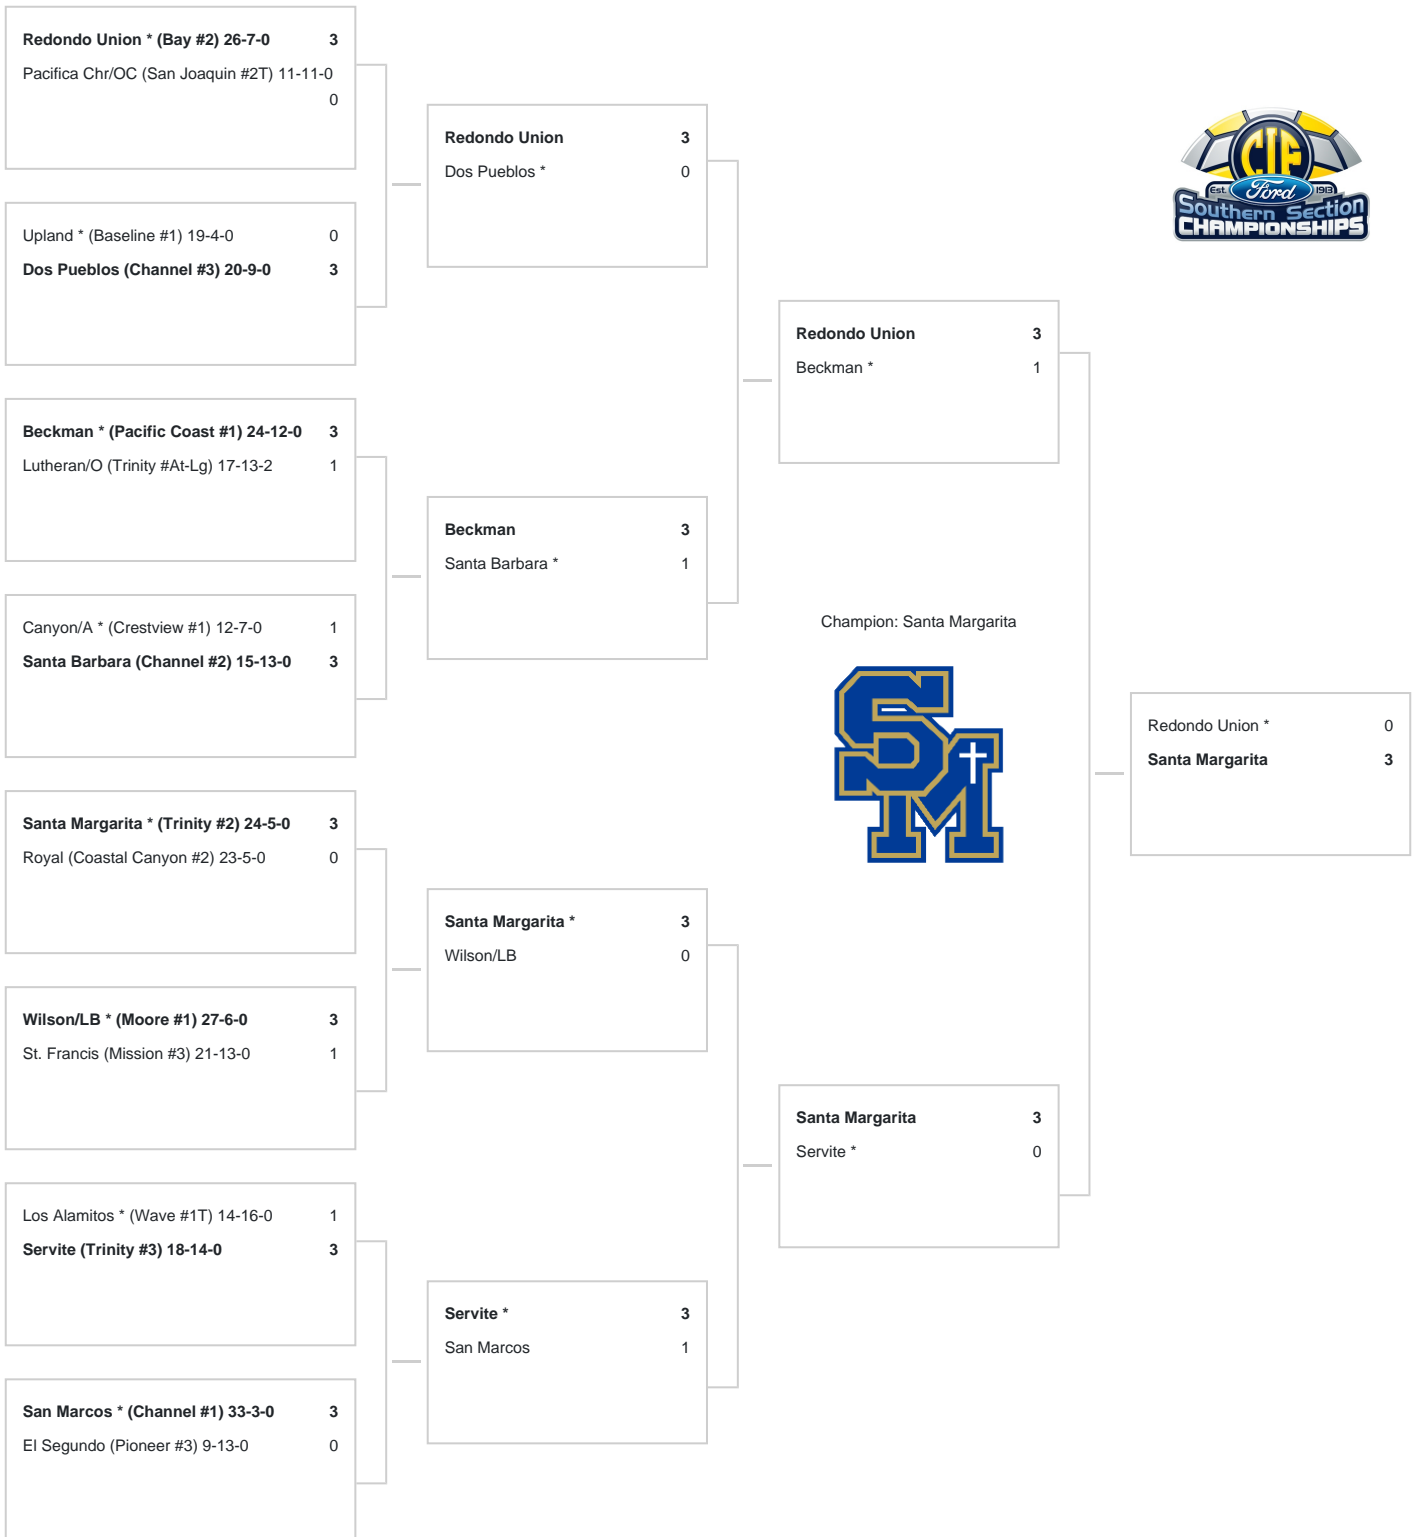 Redondo Union * (Bay #2) 26-7-0 3
Pacifica Chr/OC (San Joaquin #2T) 11-11-0
0
Upland * (Baseline #1) 19-4-0 0
Dos Pueblos (Channel #3) 20-9-0 3
Beckman * (Pacific Coast #1) 24-12-0 3
Lutheran/O (Trinity #At-Lg) 17-13-2 1
Canyon/A * (Crestview #1) 12-7-0 1
Santa Barbara (Channel #2) 15-13-0 3
Santa Margarita * (Trinity #2) 24-5-0 3
Royal (Coastal Canyon #2) 23-5-0 0
Wilson/LB * (Moore #1) 27-6-0 3
St. Francis (Mission #3) 21-13-0 1
Los Alamitos * (Wave #1T) 14-16-0 1
Servite (Trinity #3) 18-14-0 3
San Marcos * (Channel #1) 33-3-0 3
El Segundo (Pioneer #3) 9-13-0 0
Redondo Union 3
Dos Pueblos * 0
Beckman 3
Santa Barbara * 1
Santa Margarita * 3
Wilson/LB 0
Servite * 3
San Marcos 1
Redondo Union 3
Beckman * 1
Champion: Santa Margarita
SM
Santa Margarita 3
Servite * 0
CIF
Est. Ford 1913
Southern Section
CHAMPIONSHIPS
Redondo Union * 0
Santa Margarita 3